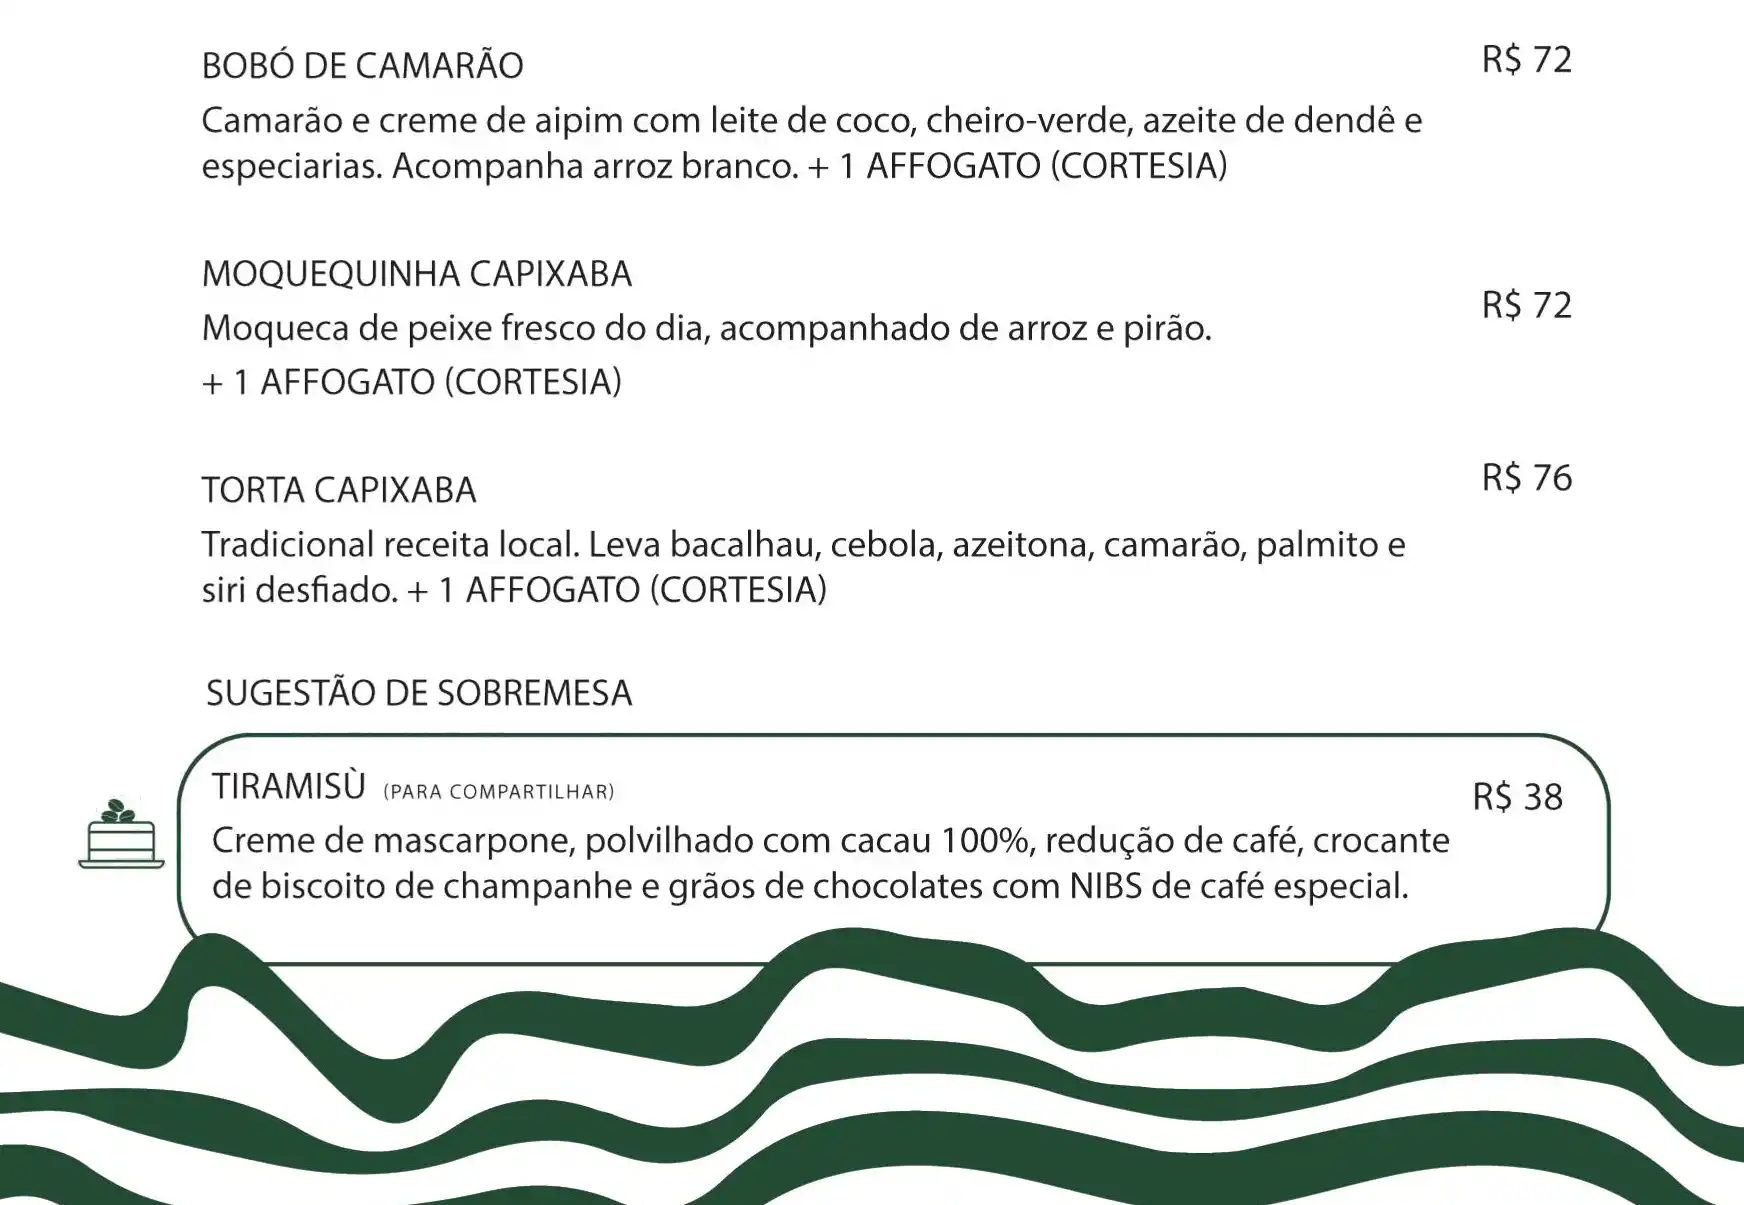 BOBÓ DE CAMARÃO R$ 72
Camarão e creme de aipim com leite de coco, cheiro-verde, azeite de dendê e
especiarias. Acompanha arroz branco. + 1 AFFOGATO (CORTESIA)
MOQUEQUINHA CAPIXABA
R$ 72
Moqueca de peixe fresco do dia, acompanhado de arroz e pirão.
+ 1 AFFOGATO (CORTESIA)
TORTA CAPIXABA R$ 76
Tradicional receita local. Leva bacalhau, cebola, azeitona, camarão, palmito e
siri desfiado. + 1 AFFOGATO (CORTESIA)
SUGESTÃO DE SOBREMESA
TIRAMISÙ (PARA COMPARTILHAR) R$ 38
Creme de mascarpone, polvilhado com cacau 100%, redução de café, crocante
de biscoito de champanhe e grãos de chocolates com NIBS de café especial.